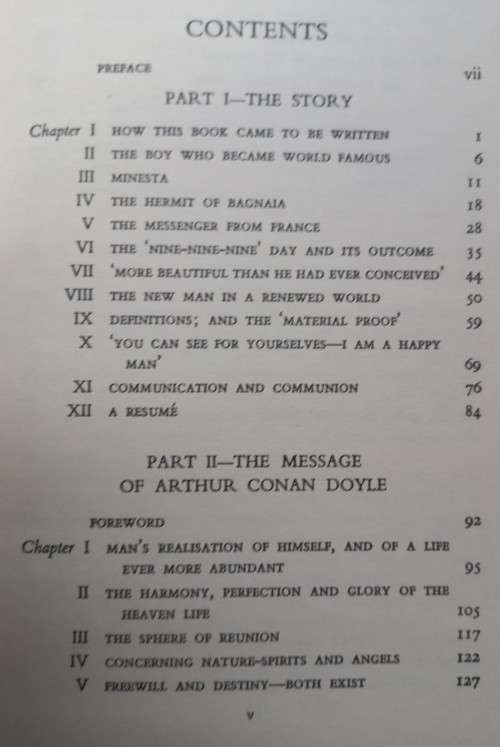 CONTENTS
PREFACE vii
PART I—THE STORY
Chapter I HOW THIS BOOK CAME TO BE WRITTEN 1
II THE BOY WHO BECAME WORLD FAMOUS 6
III MINESTA 11
IV THE HERMIT OF BAGNAIA 18
V THE MESSENGER FROM FRANCE 28
VI THE 'NINE-NINE-NINE' DAY AND ITS OUTCOME 35
VII 'MORE BEAUTIFUL THAN HE HAD EVER CONCEIVED' 44
VIII THE NEW MAN IN A RENEWED WORLD 50
IX DEFINITIONS; AND THE 'MATERIAL PROOF' 59
X 'YOU CAN SEE FOR YOURSELVES—I AM A HAPPY
MAN' 69
XI COMMUNICATION AND COMMUNION 76
XII A RESUMÉ 84
PART II—THE MESSAGE
OF ARTHUR CONAN DOYLE
FOREWORD 92
Chapter I MAN'S REALISATION OF HIMSELF, AND OF A LIFE
EVER MORE ABUNDANT 95
II THE HARMONY, PERFECTION AND GLORY OF THE
HEAVEN LIFE 105
III THE SPHERE OF REUNION 117
IV CONCERNING NATURE-SPIRITS AND ANGELS 122
V FREEWILL AND DESTINY—BOTH EXIST 127
v